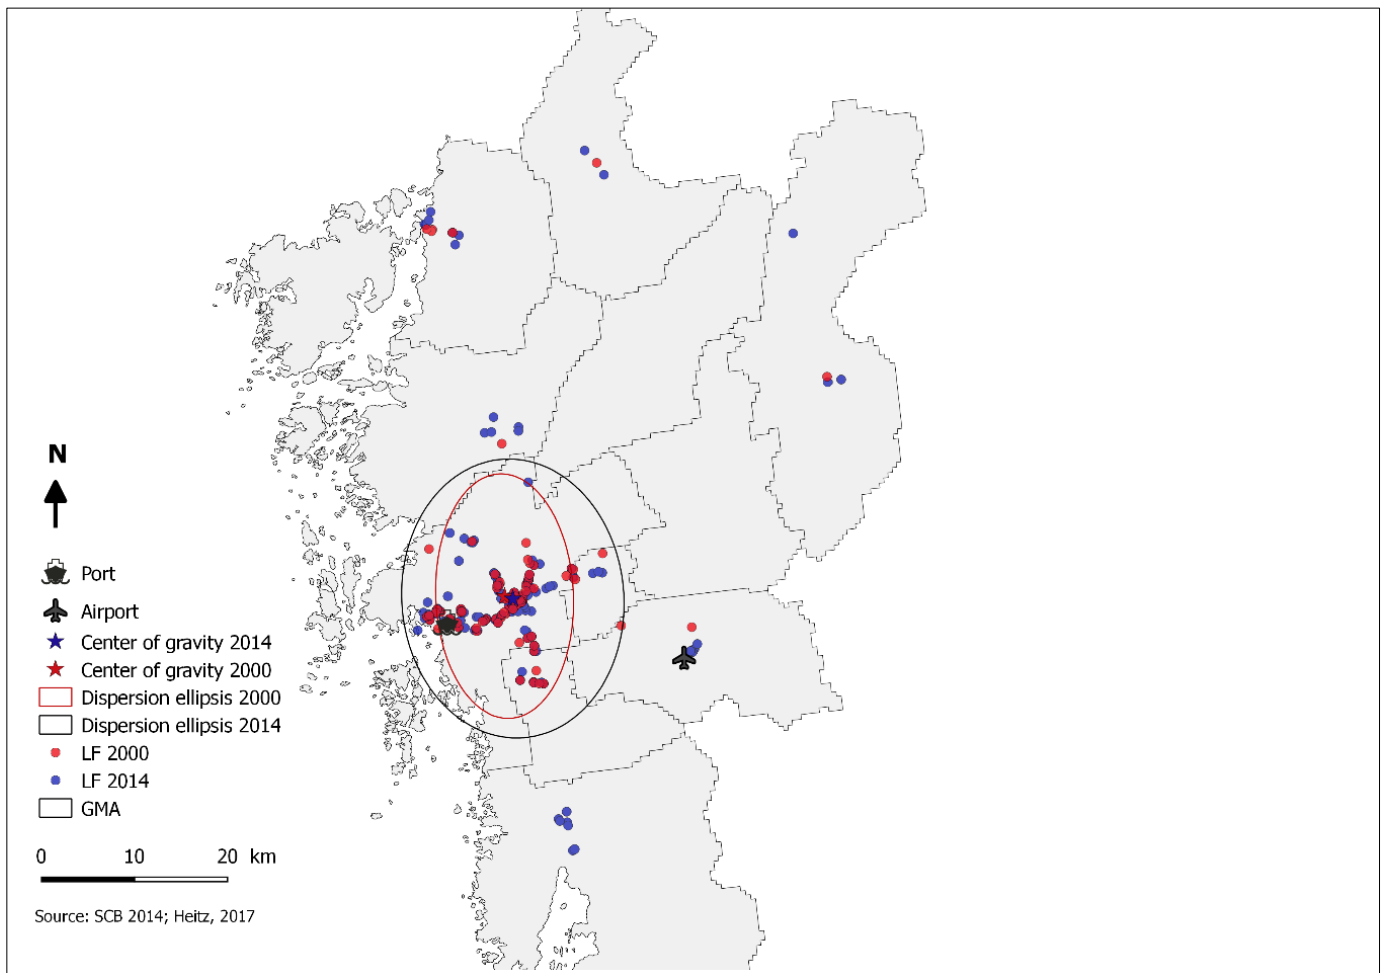 N
Port
Airport
Center of gravity 2014
Center of gravity 2000
Dispersion ellipsis 2000
Dispersion ellipsis 2014
LF 2000
LF 2014
GMA
0 10 20 km
Source: SCB 2014; Heitz, 2017